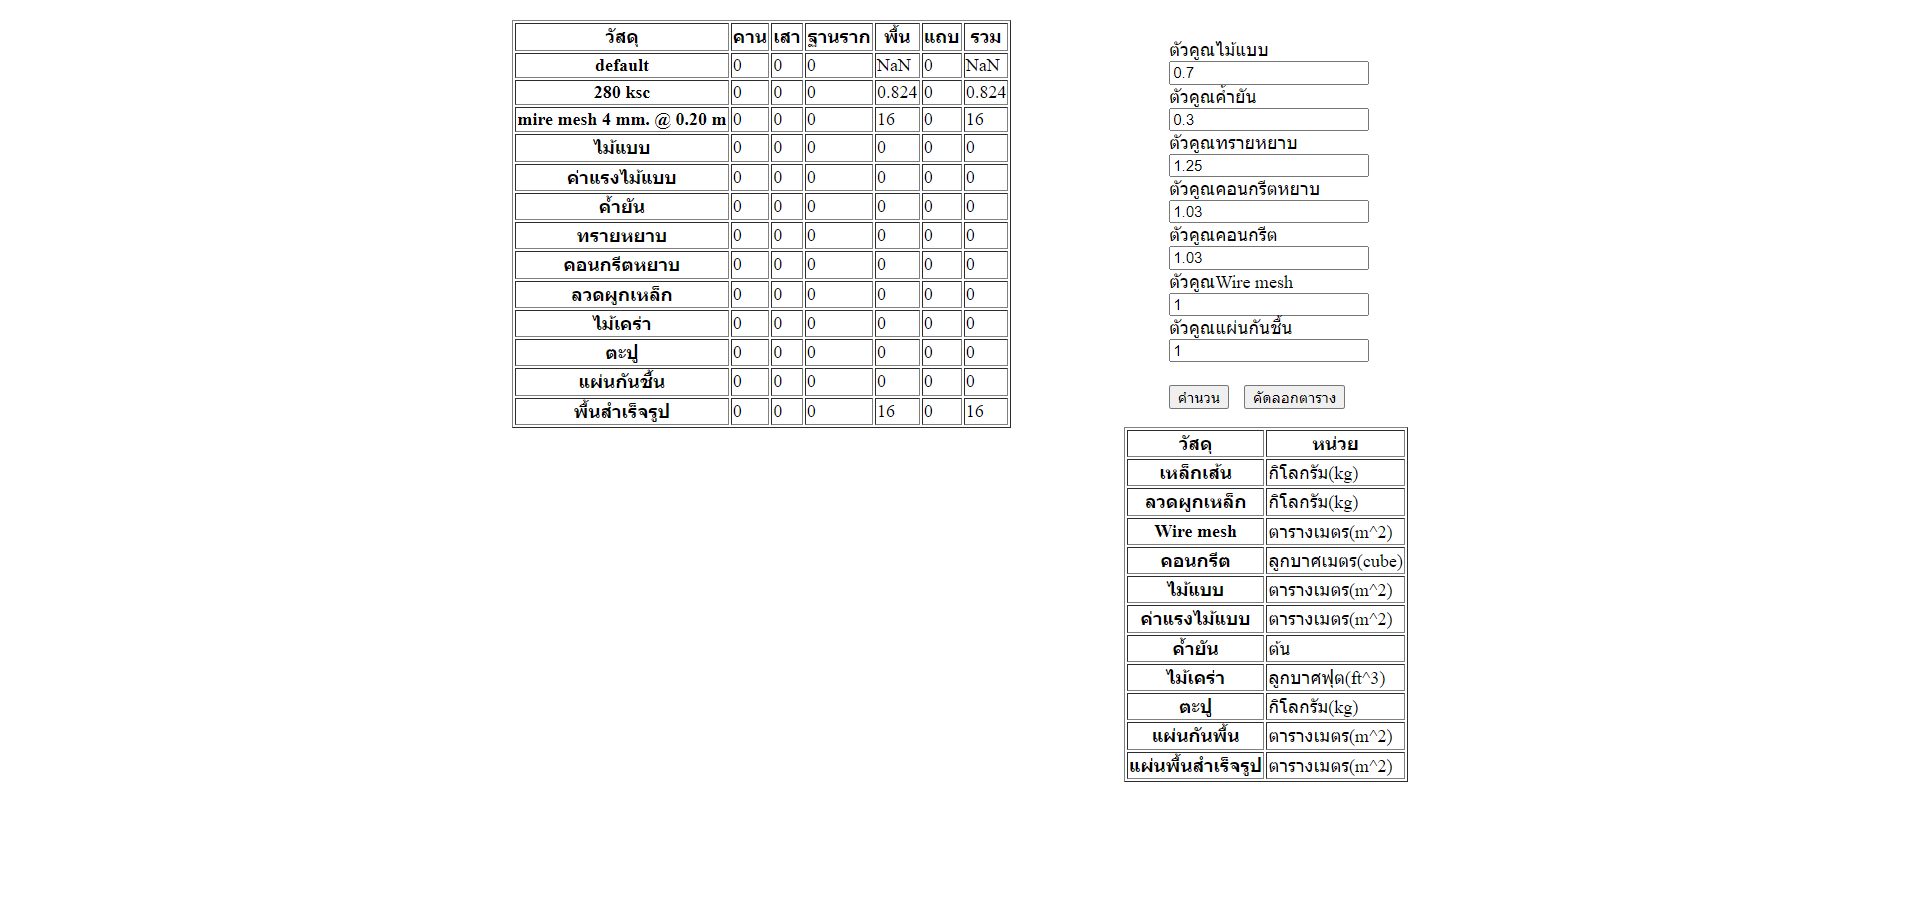 วัสดุ คาน เสา ฐานราก พื้น แถบ รวม
default 0 0 0 NaN 0 NaN
280 ksc 0 0 0 0.824 0 0.824
mire mesh 4 mm. @ 0.20 m 0 0 0 16 0 16
ไม้แบบ 0 0 0 0 0 0
ค่าแรงไม้แบบ 0 0 0 0 0 0
ค้ำยัน 0 0 0 0 0 0
ทรายหยาบ 0 0 0 0 0 0
คอนกรีตหยาบ 0 0 0 0 0 0
ลวดผูกเหล็ก 0 0 0 0 0 0
ไม้เคร่า 0 0 0 0 0 0
ตะปู 0 0 0 0 0 0
แผ่นกันชื้น 0 0 0 0 0 0
พื้นสำเร็จรูป 0 0 0 16 0 16
ตัวคูณไม้แบบ
0.7
ตัวคูณค้ำยัน
0.3
ตัวคูณทรายหยาบ
1.25
ตัวคูณคอนกรีตหยาบ
1.03
ตัวคูณคอนกรีต
1.03
ตัวคูณWire mesh
1
ตัวคูณแผ่นกันชื้น
1
คำนวน คัดลอกตาราง
วัสดุ หน่วย
เหล็กเส้น กิโลกรัม(kg)
ลวดผูกเหล็ก กิโลกรัม(kg)
Wire mesh ตารางเมตร(m^2)
คอนกรีต ลูกบาศเมตร(cube)
ไม้แบบ ตารางเมตร(m^2)
ค่าแรงไม้แบบ ตารางเมตร(m^2)
ค้ำยัน ต้น
ไม้เคร่า ลูกบาศฟุต(ft^3)
ตะปู กิโลกรัม(kg)
แผ่นกันพื้น ตารางเมตร(m^2)
แผ่นพื้นสำเร็จรูป ตารางเมตร(m^2)